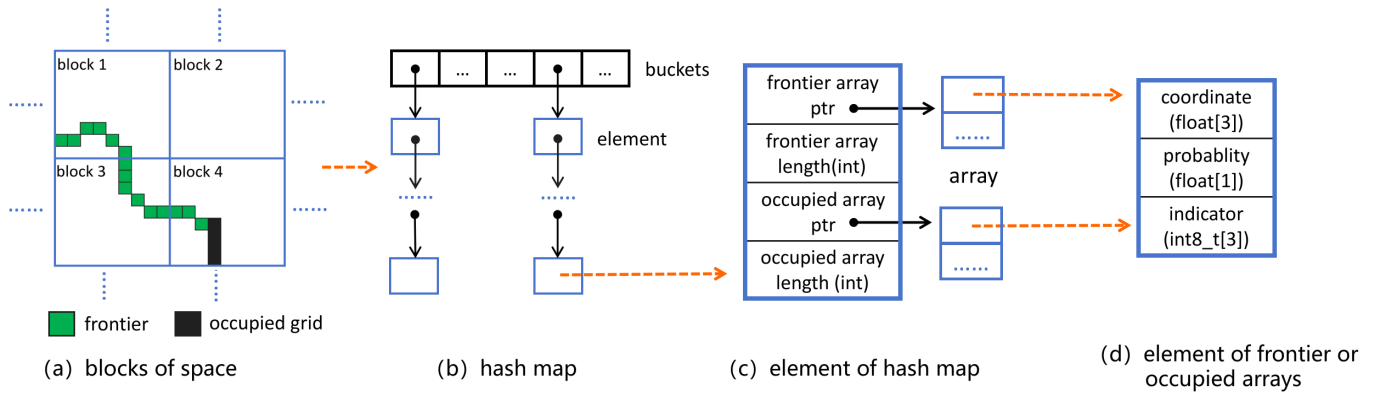 block 1
block 2
block 3
block 4
frontier
occupied grid
(a) blocks of space
...
...
...
buckets
element
(b) hash map
frontier array
ptr
frontier array
length(int)
occupied array
ptr
occupied array
length (int)
array
(c) element of hash map
coordinate
(float[3])
probablity
(float[1])
indicator
(int8_t[3])
(d) element of frontier or
occupied arrays